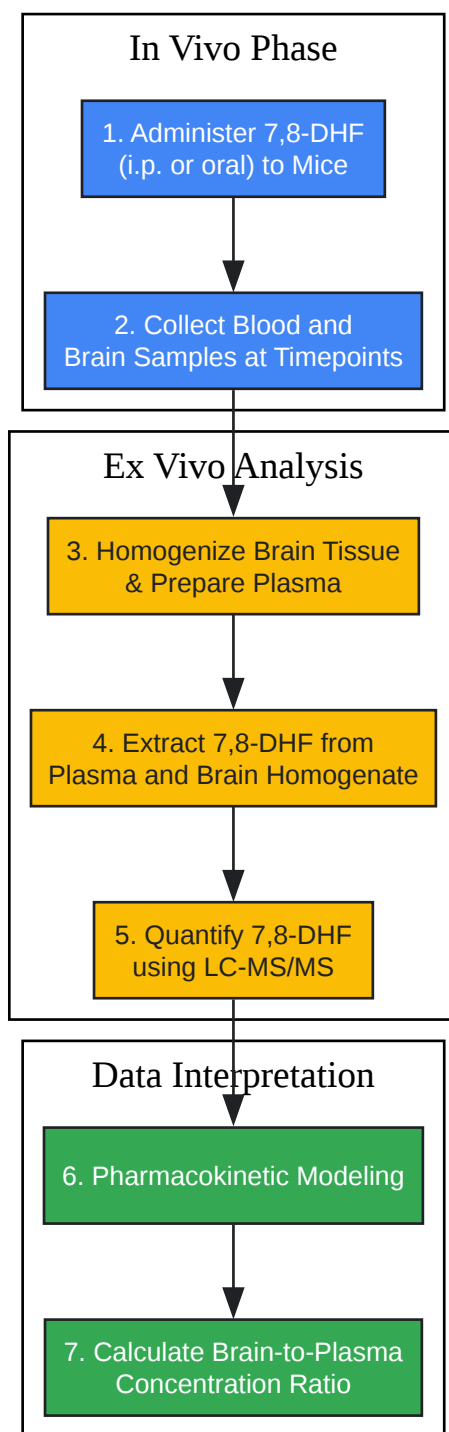 In Vivo Phase
1. Administer 7,8-DHF
(i.p. or oral) to Mice
2. Collect Blood and
Brain Samples at Timepoints
Ex Vivo Analysis
3. Homogenize Brain Tissue
& Prepare Plasma
4. Extract 7,8-DHF from
Plasma and Brain Homogenate
5. Quantify 7,8-DHF
using LC-MS/MS
Data Interpretation
6. Pharmacokinetic Modeling
7. Calculate Brain-to-Plasma
Concentration Ratio